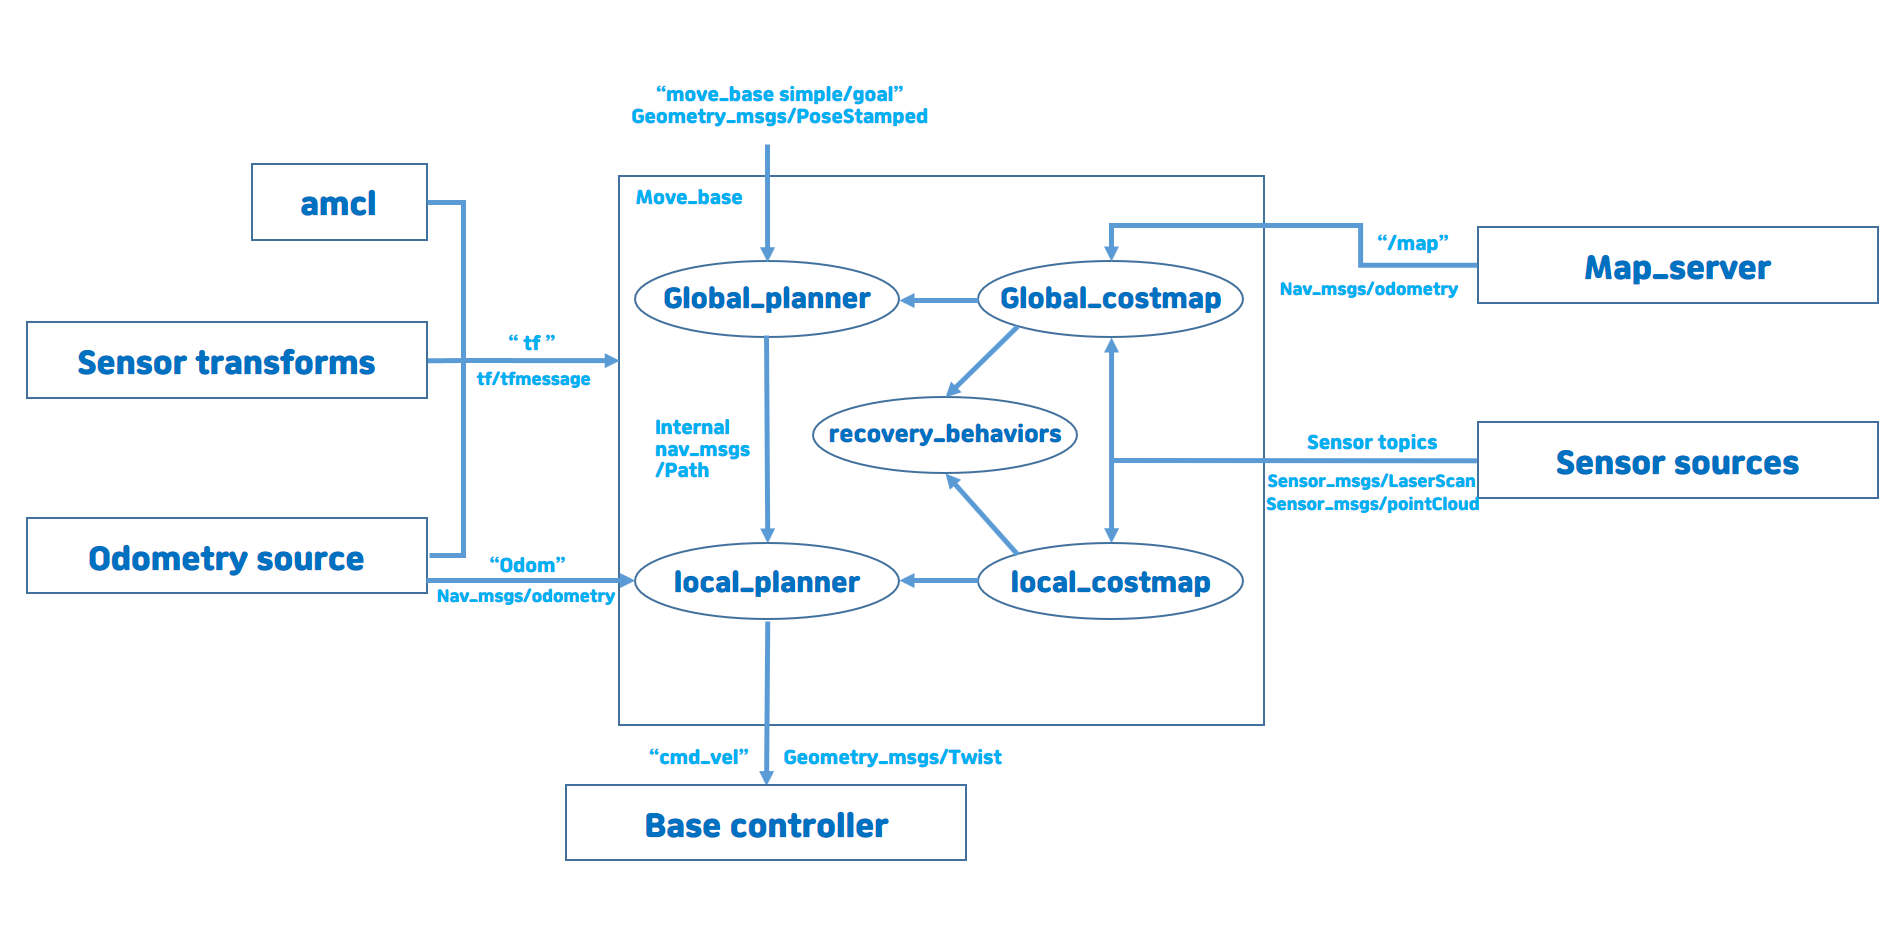 “move_base simple/goal”
Geometry_msgs/PoseStamped
amcl
Move_base
“/map”
Map_server
Nav_msgs/odometry
Global_planner
Global_costmap
“ tf ”
Sensor transforms
tf/tfmessage
Internal
nav_msgs
/Path
recovery_behaviors
Sensor topics
Sensor sources
Sensor_msgs/LaserScan
Sensor_msgs/pointCloud
Odometry source
“Odom”
Nav_msgs/odometry
local_planner
local_costmap
“cmd_vel”
Geometry_msgs/Twist
Base controller